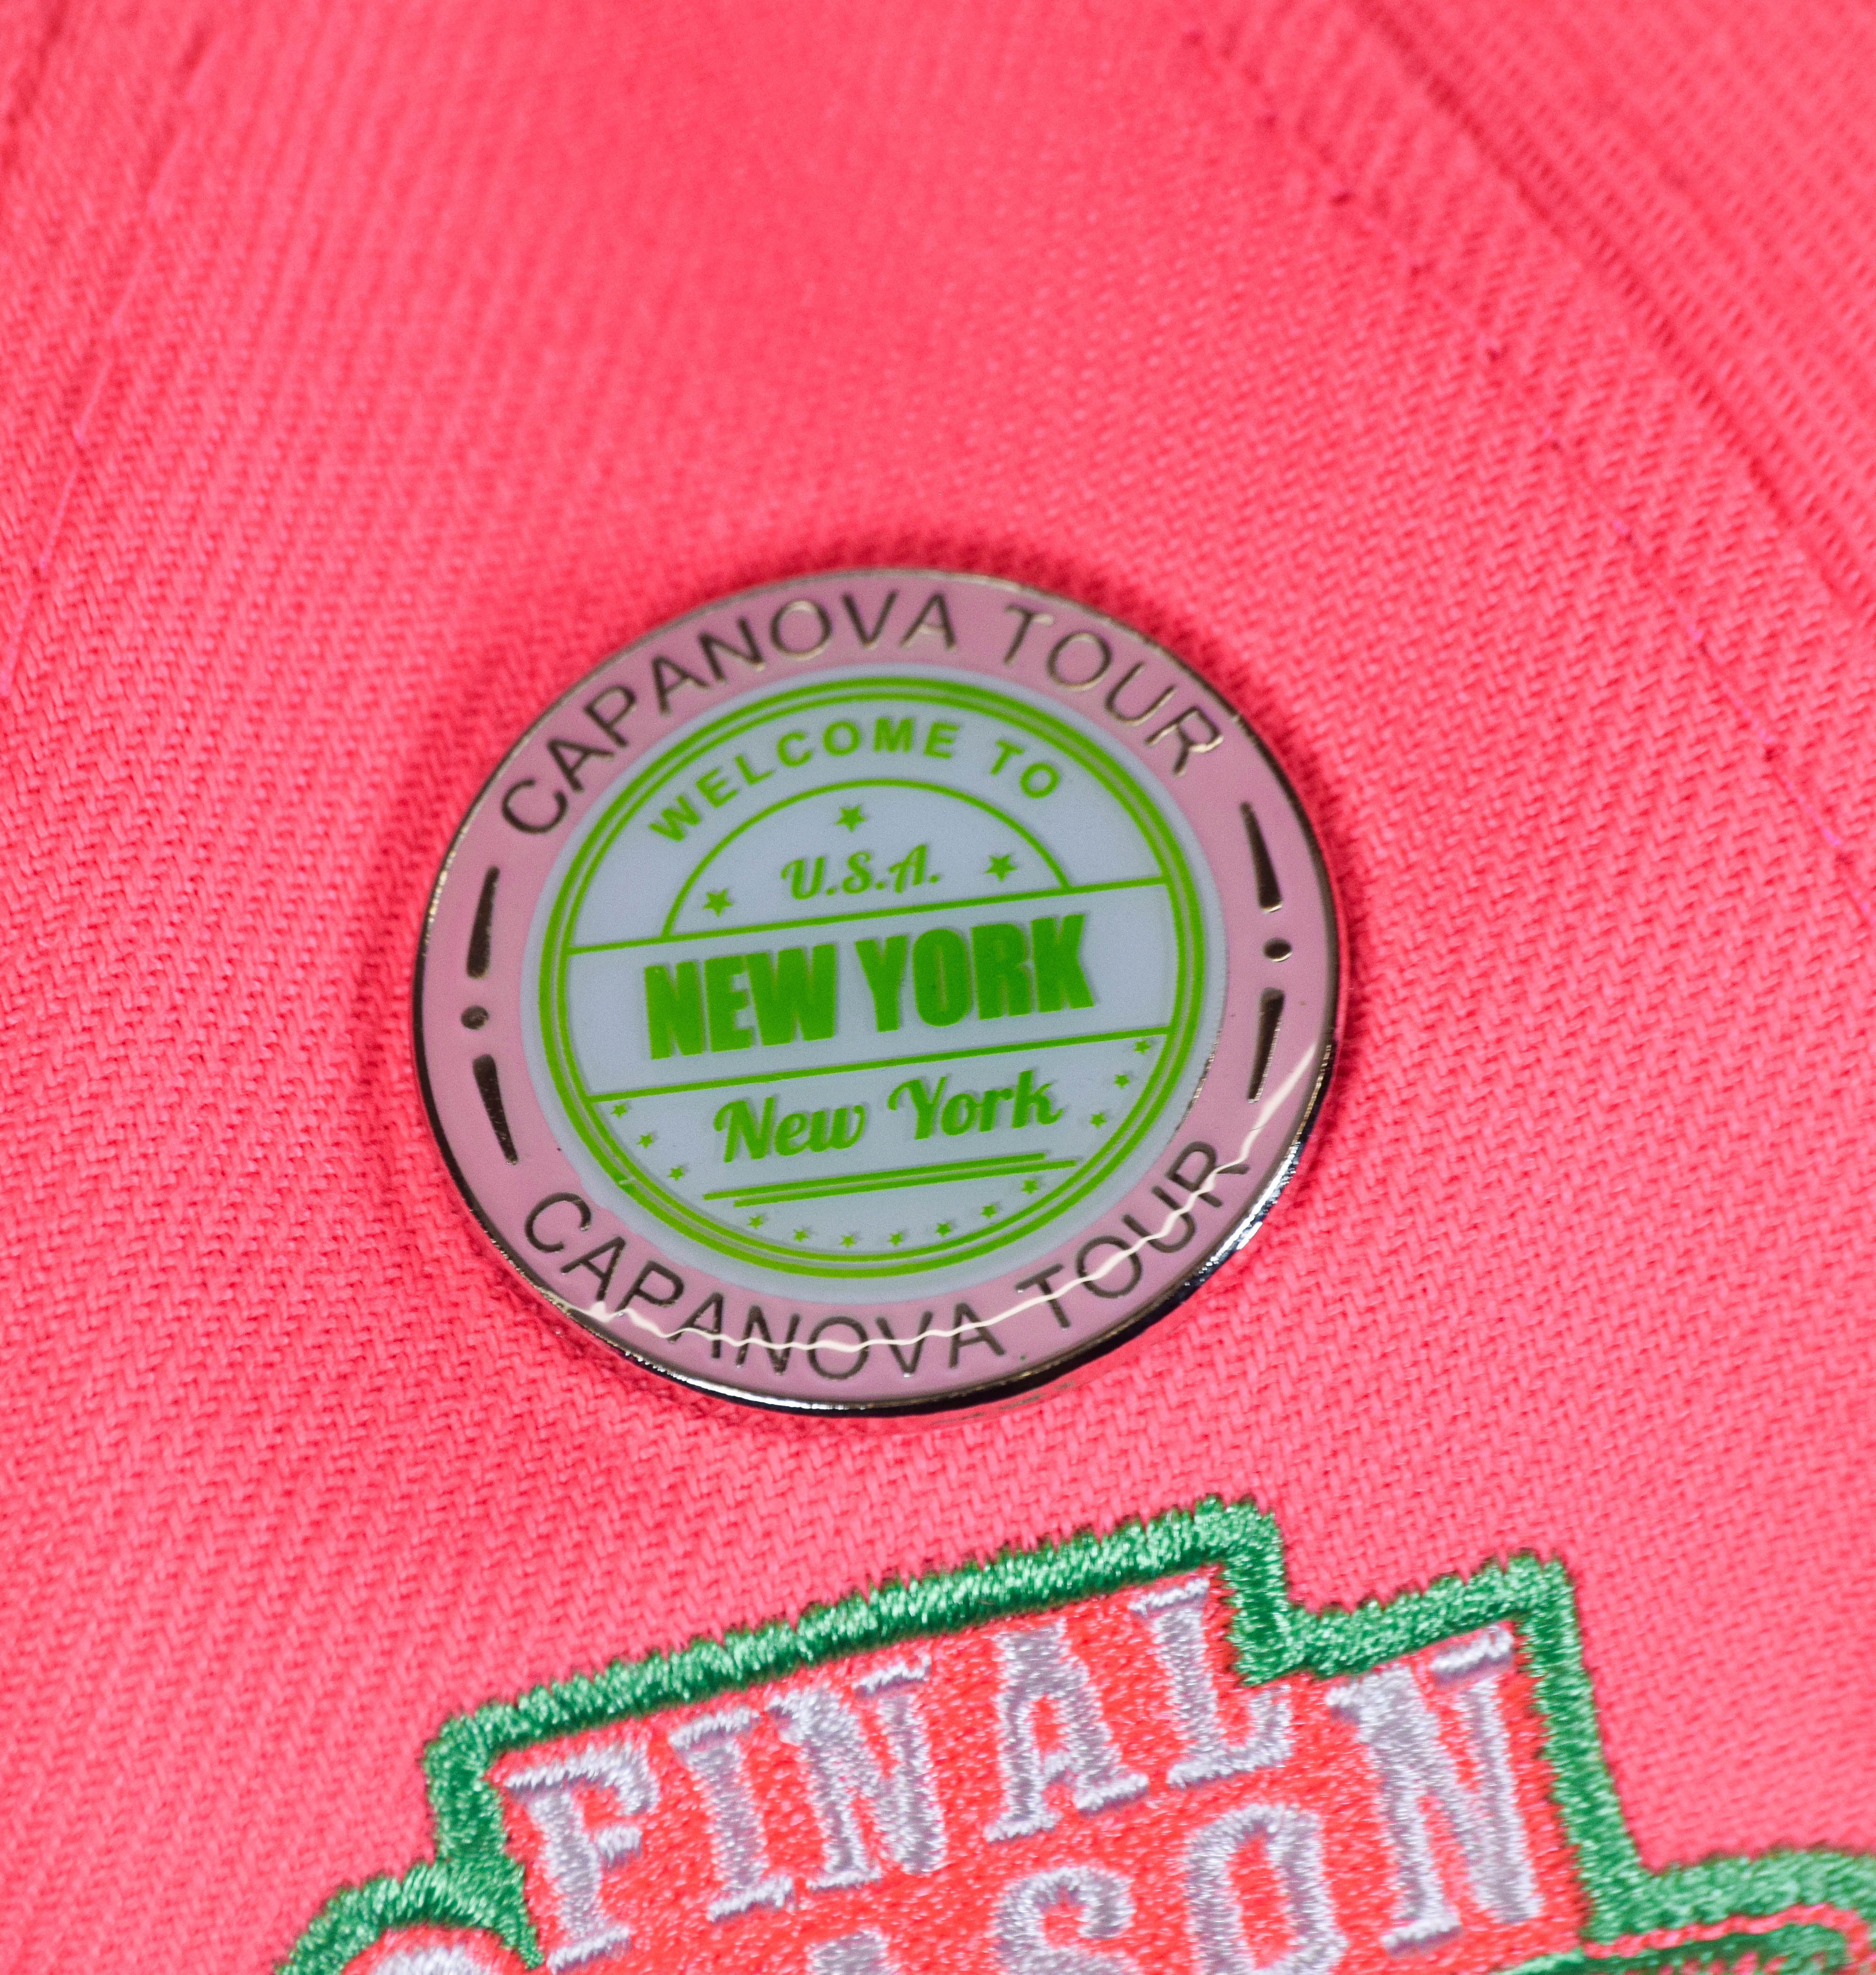 CAPANOVA TOUR
WELCOME TO
U.S.A.
NEW YORK
New York
CAPANOVA TOUR
FINAL